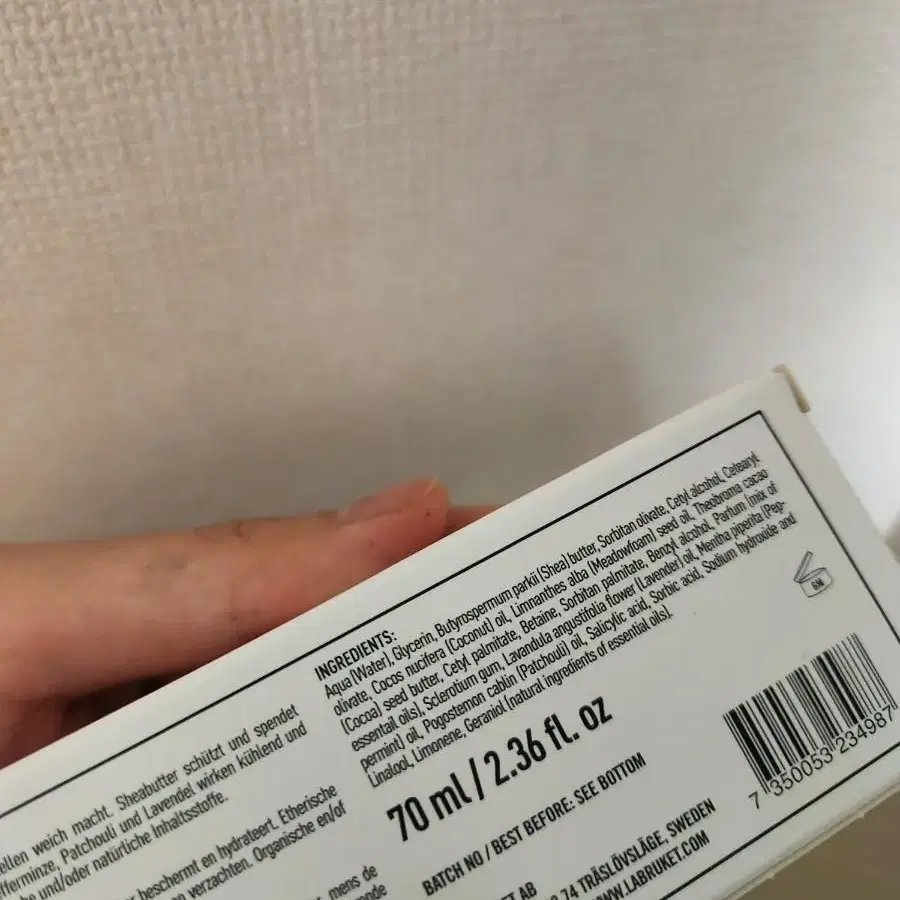 ellen weich macht. Sheabutter schützt und spendet
fferminze, Patchouli und Lavendel wirken kühlend und
he und/oder natürliche Inhaltsstoffe.
beschermt en hydrateert. Etherische
n verzachten. Organische en/of
mens de
INGREDIENTS:
Aqua (Water), Glycerin, Butyrospermum parkii (Shea) butter, Sorbitan olivate, Cetyl alcohol, Cetearyl
olivate, Cocos nucifera (Coconut) oil, Limnanthes alba (Meadowfoam) seed oil, Theobroma cacao
(Cocoa) seed butter, Cetyl palmitate, Betaine, Sorbitan palmitate, Benzyl alcohol, Parfum (mix of
essentail oils), Sclerotium gum, Lavandula angustifolia flower (Lavender) oil, Mentha piperita (Pep-
permint) oil, Pogostemon cablin (Patchouli) oil, Salicylic acid, Sorbic acid, Sodium hydroxide and
Linalool, Limonene, Geraniol (natural ingredients of essential oils).
70 ml / 2.36 fl. oz
BATCH NO / BEST BEFORE: SEE BOTTOM
ET AB
74 TRÄSLÖVSLÄGE, SWEDEN
WWW.LABRUKET.COM
6M
7 350053 234987